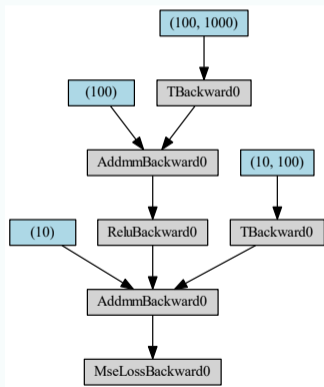 (100, 1000)
(100)
TBackward0
AddmmBackward0
(10, 100)
(10)
ReluBackward0
TBackward0
AddmmBackward0
MseLossBackward0